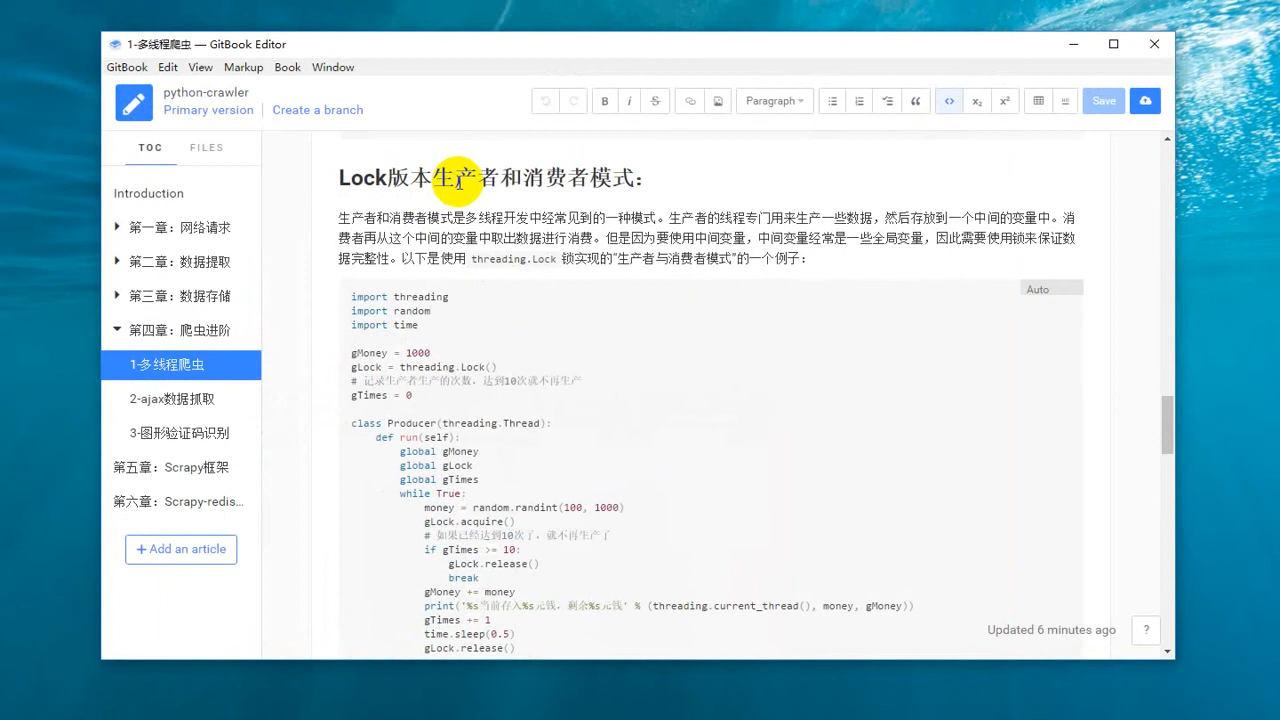 1-多线程爬虫 — GitBook Editor
GitBook Edit View Markup Book Window
python-crawler
Primary version Create a branch
B i S Paragraph x₂ x² Save
TOC FILES
Introduction
第一章：网络请求
第二章：数据提取
第三章：数据存储
第四章：爬虫进阶
1-多线程爬虫
2-ajax数据抓取
3-图形验证码识别
第五章：Scrapy框架
第六章：Scrapy-redis...
+ Add an article
Lock版本生产者和消费者模式：
生产者和消费者模式是多线程开发中经常见到的一种模式。生产者的线程专门用来生产一些数据，然后存放到一个中间的变量中。消
费者再从这个中间的变量中取出数据进行消费。但是因为要使用中间变量，中间变量经常是一些全局变量，因此需要使用锁来保证数
据完整性。以下是使用 threading.Lock 锁实现的“生产者与消费者模式”的一个例子：
Auto
import threading
import random
import time
gMoney = 1000
gLock = threading.Lock()
# 记录生产者生产的次数，达到10次就不再生产
gTimes = 0
class Producer(threading.Thread):
def run(self):
global gMoney
global gLock
global gTimes
while True:
money = random.randint(100, 1000)
gLock.acquire()
# 如果已经达到10次了，就不再生产了
if gTimes >= 10:
gLock.release()
break
gMoney += money
print('%s当前存入%s元钱，剩余%s元钱' % (threading.current_thread(), money, gMoney))
gTimes += 1
time.sleep(0.5)
gLock.release()
Updated 6 minutes ago ?